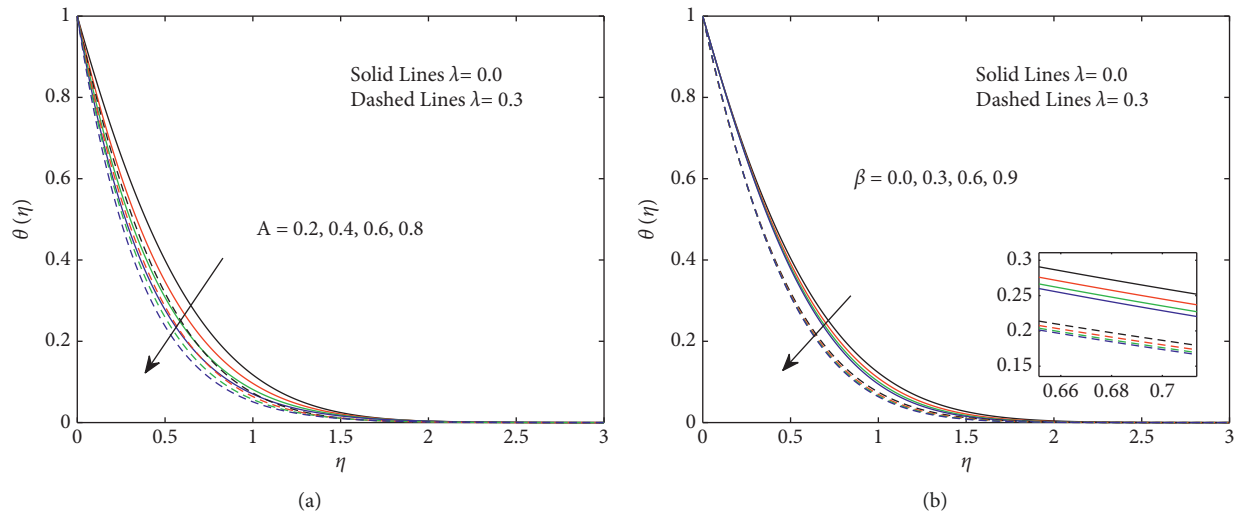 1
0.8
0.6
0.4
0.2
0
θ (η)
Solid Lines λ= 0.0
Dashed Lines λ= 0.3
A = 0.2, 0.4, 0.6, 0.8
0 0.5 1 1.5 2 2.5 3
η
(a)
1
0.8
0.6
0.4
0.2
0
θ (η)
Solid Lines λ= 0.0
Dashed Lines λ= 0.3
β = 0.0, 0.3, 0.6, 0.9
0.3
0.25
0.2
0.15
0.66 0.68 0.7
0 0.5 1 1.5 2 2.5 3
η
(b)